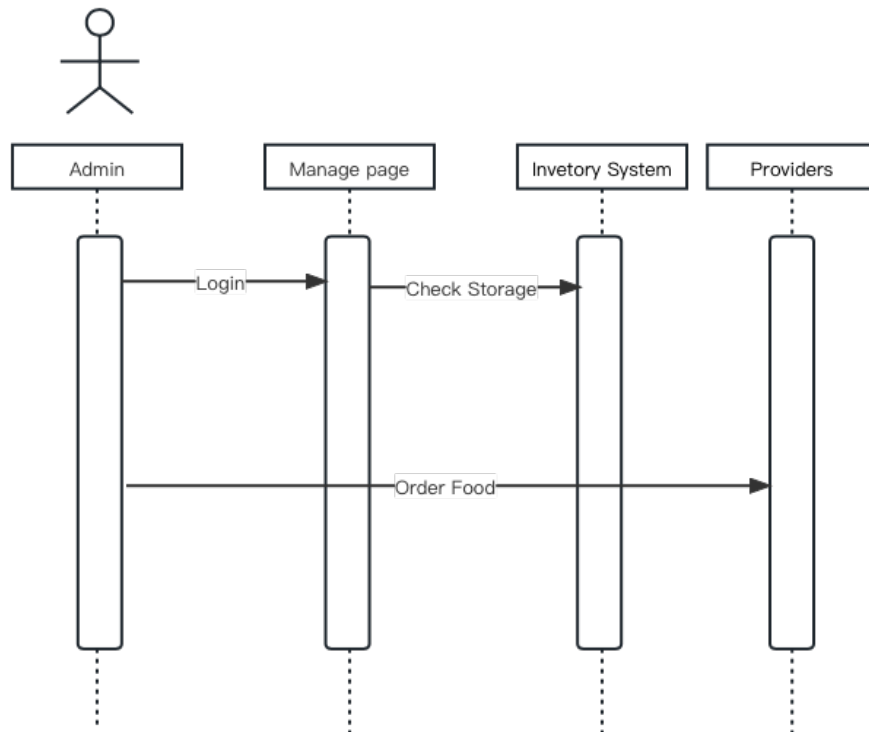 Admin
Manage page
Invetory System
Providers
Login
Check Storage
Order Food